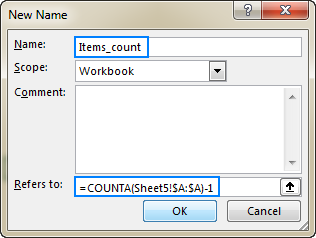 New Name
Name: Items_count
Scope: Workbook
Comment:
Refers to: =COUNTA(Sheet5!$A:$A)-1
OK Cancel